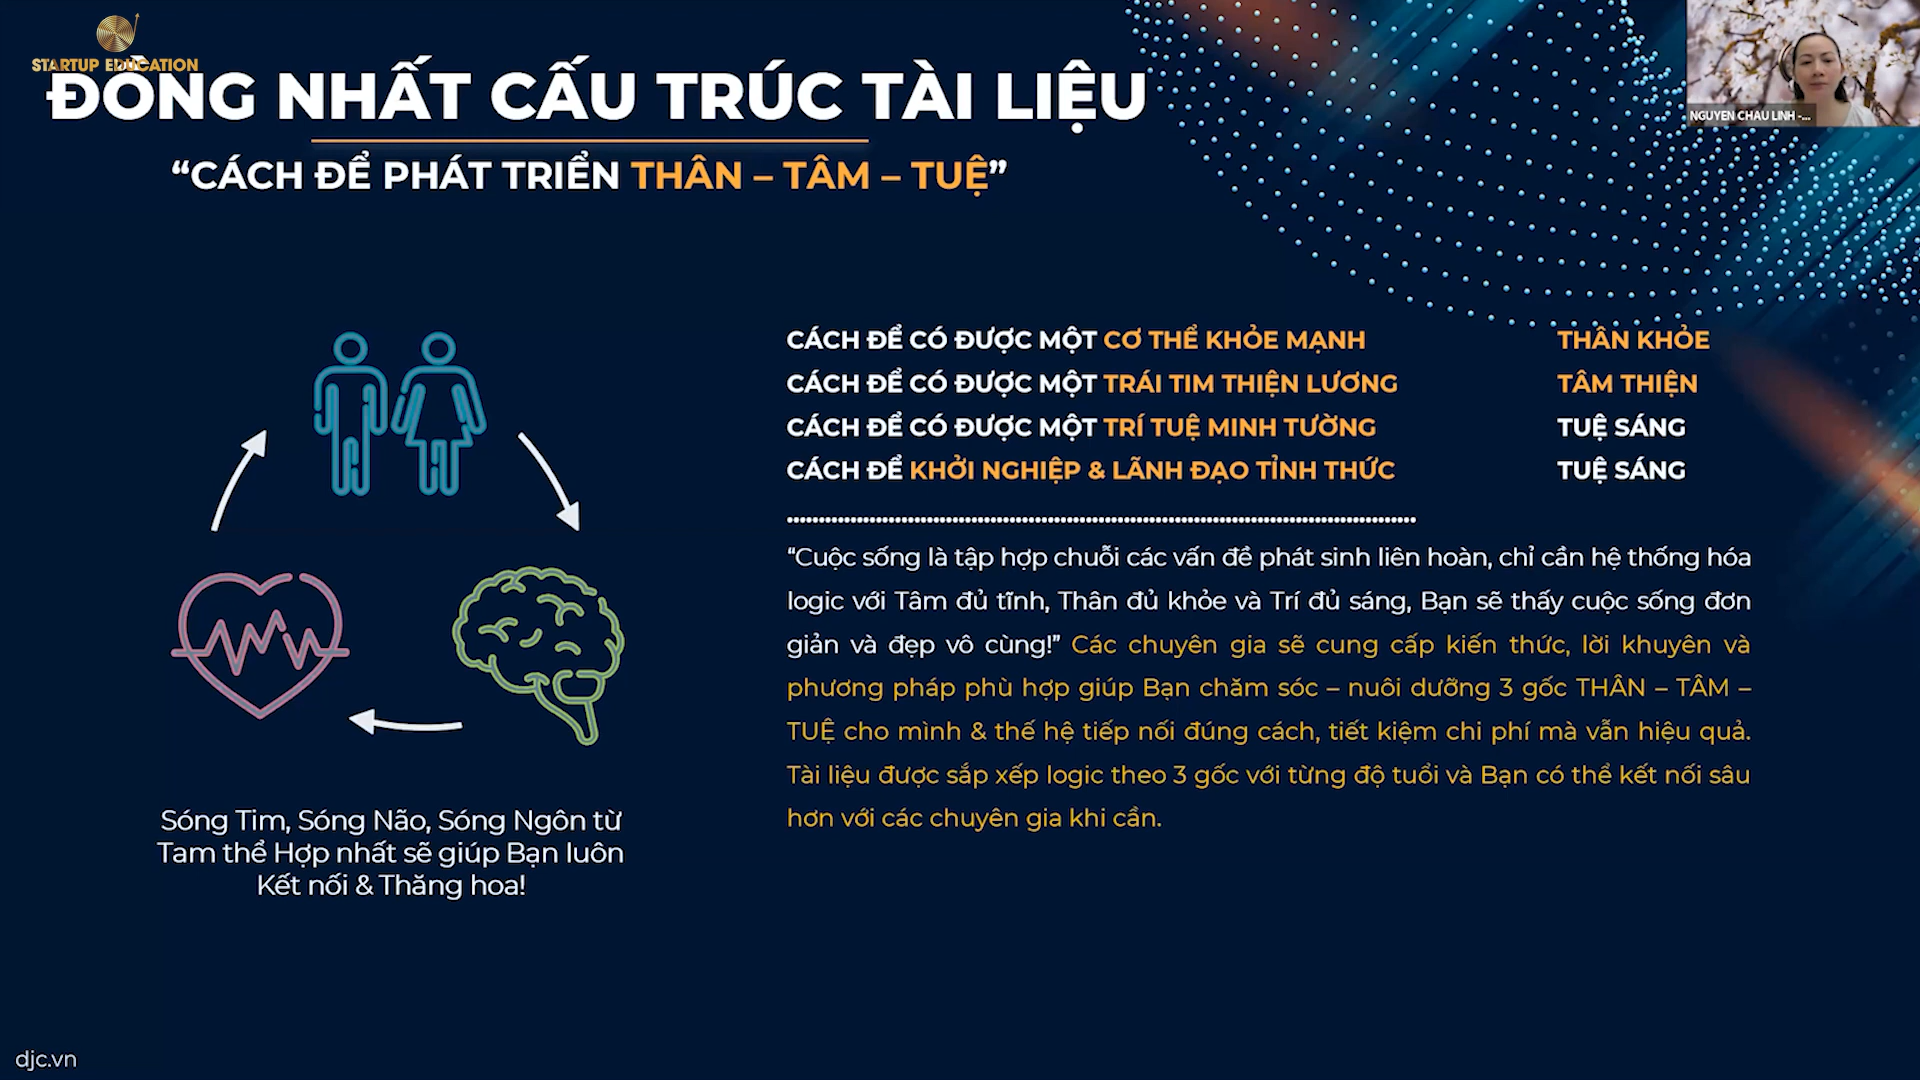 STARTUP EDUCATION
ĐỒNG NHẤT CẤU TRÚC TÀI LIỆU
“CÁCH ĐỂ PHÁT TRIỂN THÂN – TÂM – TUỆ”
NGUYEN CHAU LINH -...
CÁCH ĐỂ CÓ ĐƯỢC MỘT CƠ THỂ KHỎE MẠNH THÂN KHỎE
CÁCH ĐỂ CÓ ĐƯỢC MỘT TRÁI TIM THIỆN LƯƠNG TÂM THIỆN
CÁCH ĐỂ CÓ ĐƯỢC MỘT TRÍ TUỆ MINH TƯỜNG TUỆ SÁNG
CÁCH ĐỂ KHỞI NGHIỆP & LÃNH ĐẠO TỈNH THỨC TUỆ SÁNG
“Cuộc sống là tập hợp chuỗi các vấn đề phát sinh liên hoàn, chỉ cần hệ thống hóa
logic với Tâm đủ tĩnh, Thân đủ khỏe và Trí đủ sáng, Bạn sẽ thấy cuộc sống đơn
giản và đẹp vô cùng!” Các chuyên gia sẽ cung cấp kiến thức, lời khuyên và
phương pháp phù hợp giúp Bạn chăm sóc – nuôi dưỡng 3 gốc THÂN – TÂM –
TUỆ cho mình & thế hệ tiếp nối đúng cách, tiết kiệm chi phí mà vẫn hiệu quả.
Tài liệu được sắp xếp logic theo 3 gốc với từng độ tuổi và Bạn có thể kết nối sâu
hơn với các chuyên gia khi cần.
Sóng Tim, Sóng Não, Sóng Ngôn từ
Tam thể Hợp nhất sẽ giúp Bạn luôn
Kết nối & Thăng hoa!
djc.vn